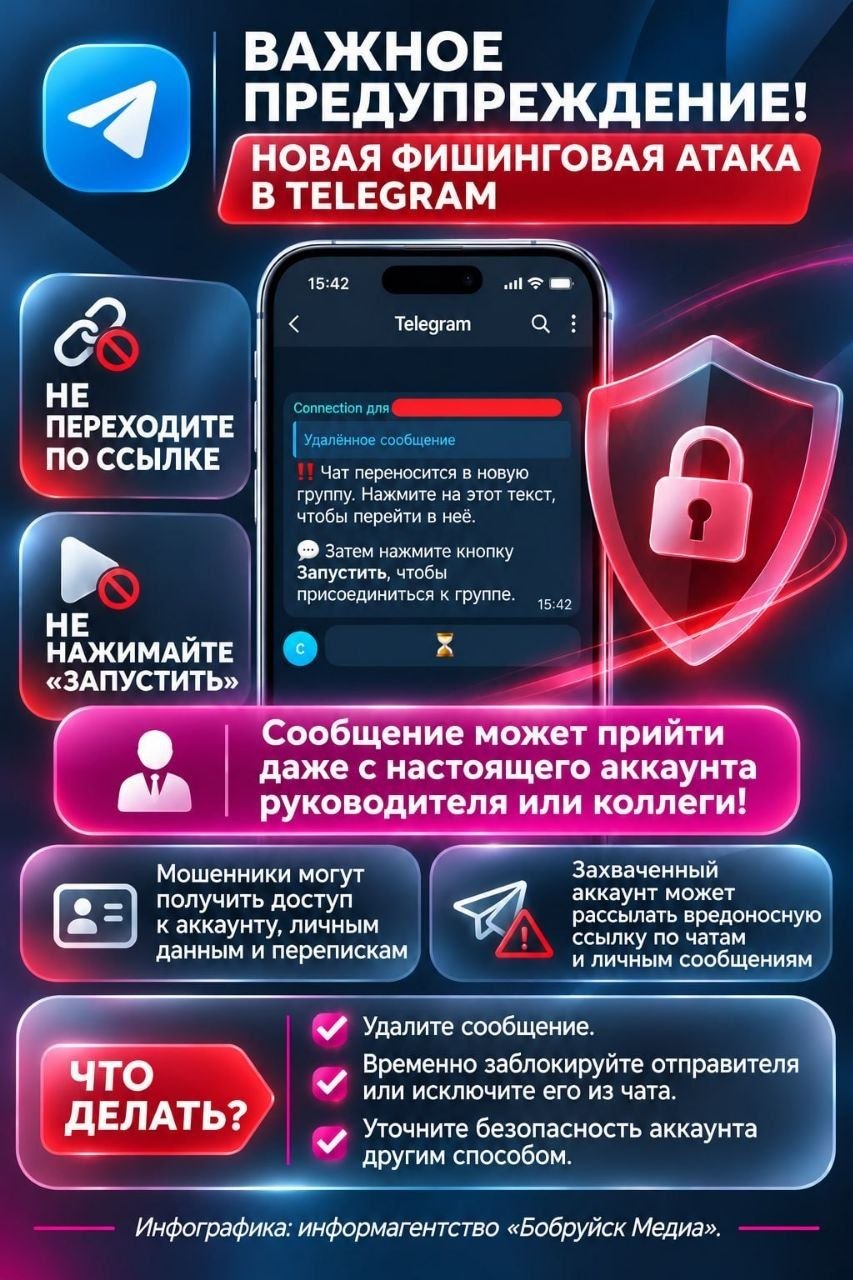 ВАЖНОЕ
ПРЕДУПРЕЖДЕНИЕ!
НОВАЯ ФИШИНГОВАЯ АТАКА
В TELEGRAM
15:42
Telegram
Connection для
Удалённое сообщение
‼️ Чат переносится в новую
группу. Нажмите на этот текст,
чтобы перейти в неё.
💬 Затем нажмите кнопку
Запустить, чтобы
присоединиться к группе.
15:42
C
НЕ
ПЕРЕХОДИТЕ
ПО ССЫЛКЕ
НЕ
НАЖИМАЙТЕ
«ЗАПУСТИТЬ»
Сообщение может прийти
даже с настоящего аккаунта
руководителя или коллеги!
Мошенники могут
получить доступ
к аккаунту, личным
данным и перепискам
Захваченный
аккаунт может
рассылать вредоносную
ссылку по чатам
и личным сообщениям
ЧТО
ДЕЛАТЬ?
Удалите сообщение.
Временно заблокируйте отправителя
или исключите его из чата.
Уточните безопасность аккаунта
другим способом.
Инфографика: информагентство «Бобруйск Медиа».